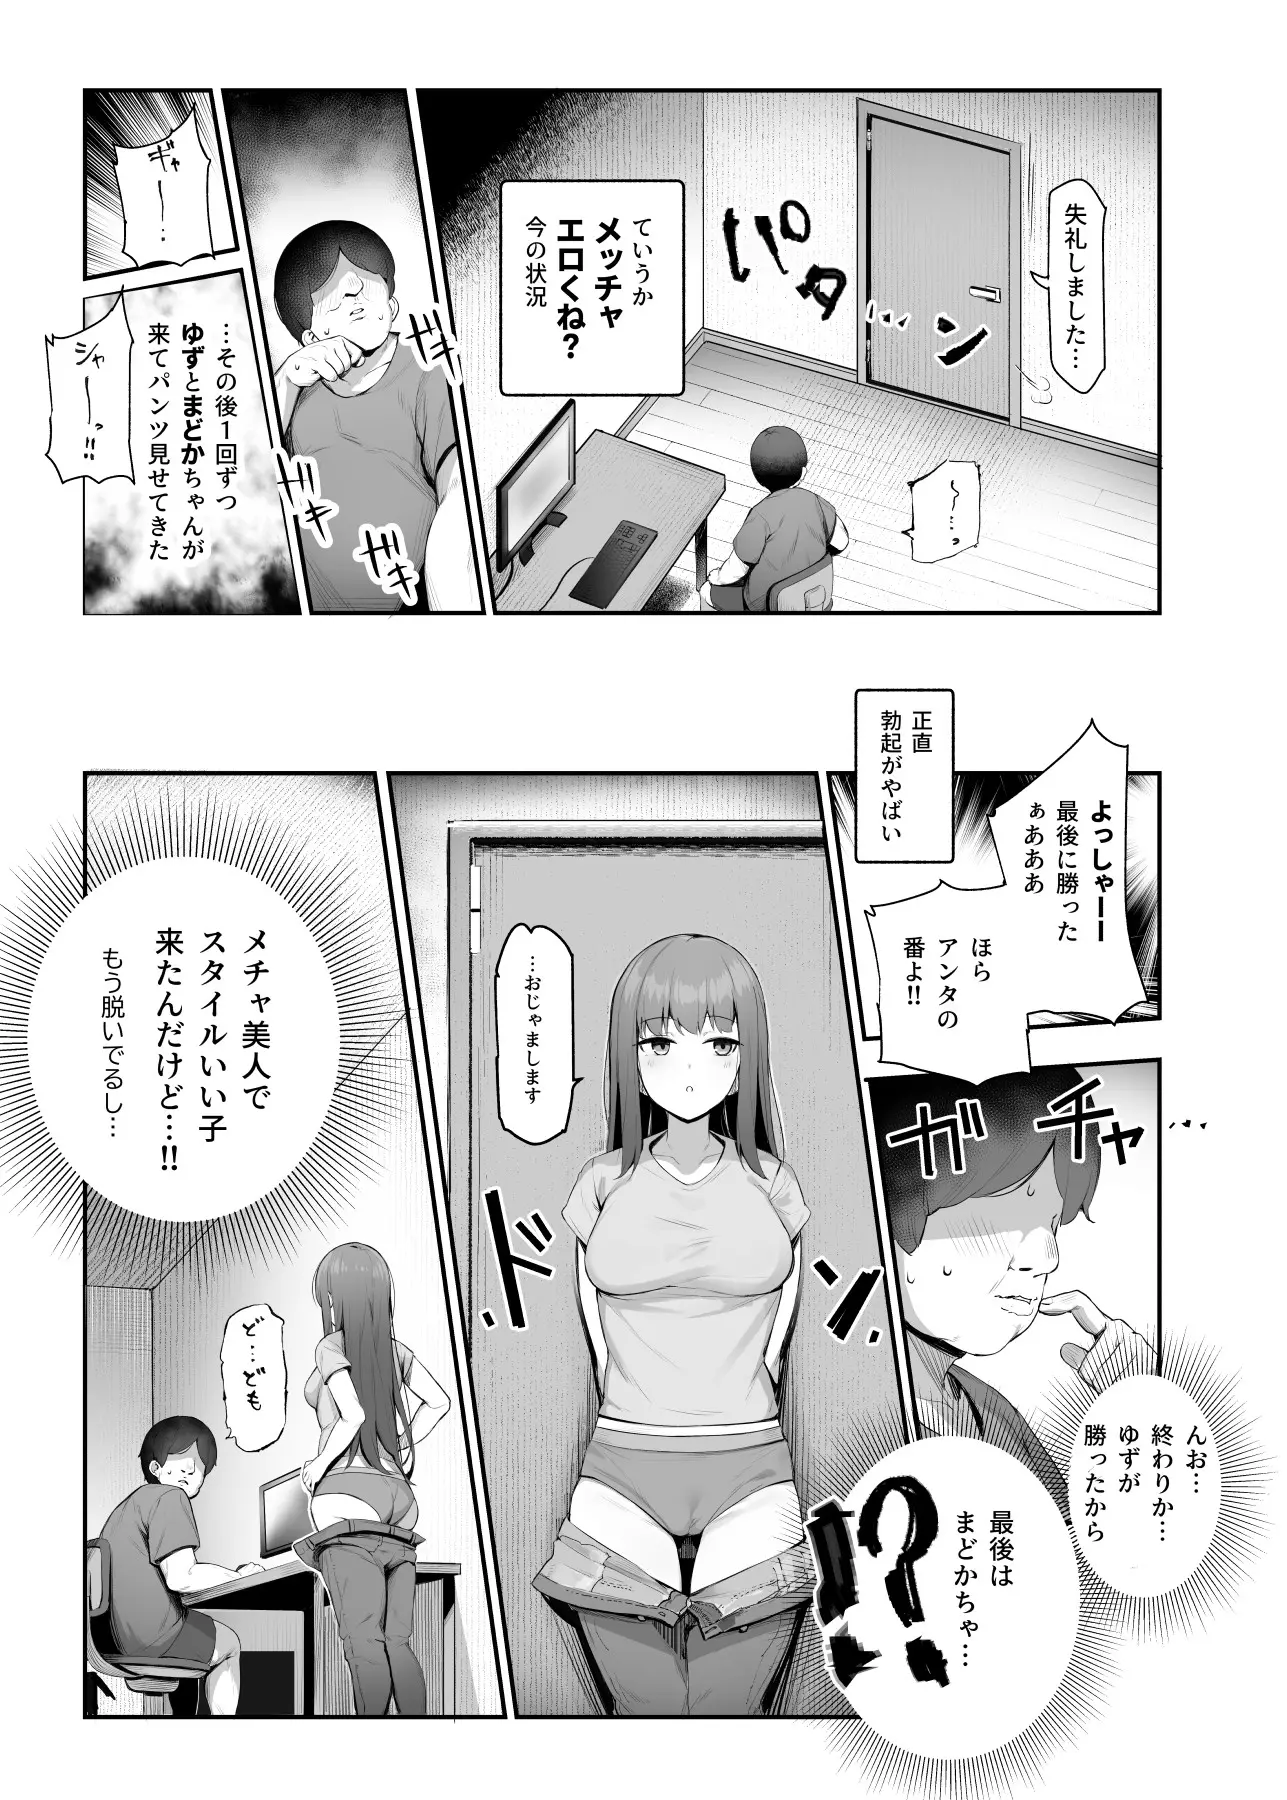 失礼しました…
パタ…ン
〜…っ
ていうか
メッチャ
エロくね？
今の状況
ドキ
ドキ
ドキ
ギャ
〜…
…その後１回ずつ
ゆずとまどかちゃんが
来てパンツ見せてきた
シャ〜っ!!
よっしゃーー
最後に勝った
ぁあああ
ほら
アンタの
番よ!!
正直
勃起がやばい
ガチャ…
んお…
終わりか…
ゆずが
勝ったから
最後は
まどかちゃ…
!?
…おじゃまします
ドン
メチャ美人で
スタイルいい子
来たんだけど…!!
もう脱いでるし…
ど…ども